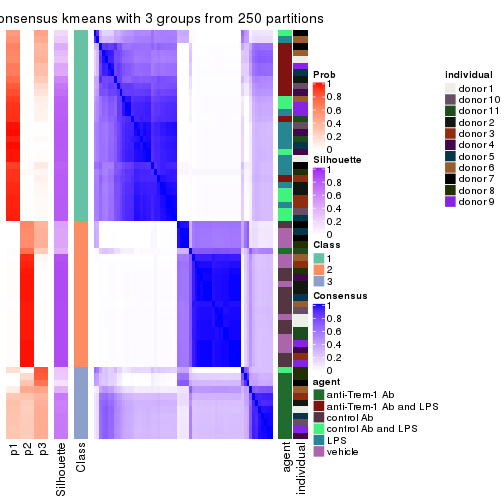 onsensus kmeans with 3 groups from 250 partitions
Prob
1
0.8
0.6
0.4
0.2
0
Silhouette
1
0.8
0.6
0.4
0.2
0
Class
1
2
3
Consensus
1
0.8
0.6
0.4
0.2
0
agent
anti-Trem-1 Ab
anti-Trem-1 Ab and LPS
control Ab
control Ab and LPS
LPS
vehicle
individual
donor 1
donor 10
donor 11
donor 2
donor 3
donor 4
donor 5
donor 6
donor 7
donor 8
donor 9
p1
p2
p3
Silhouette
Class
agent
individual